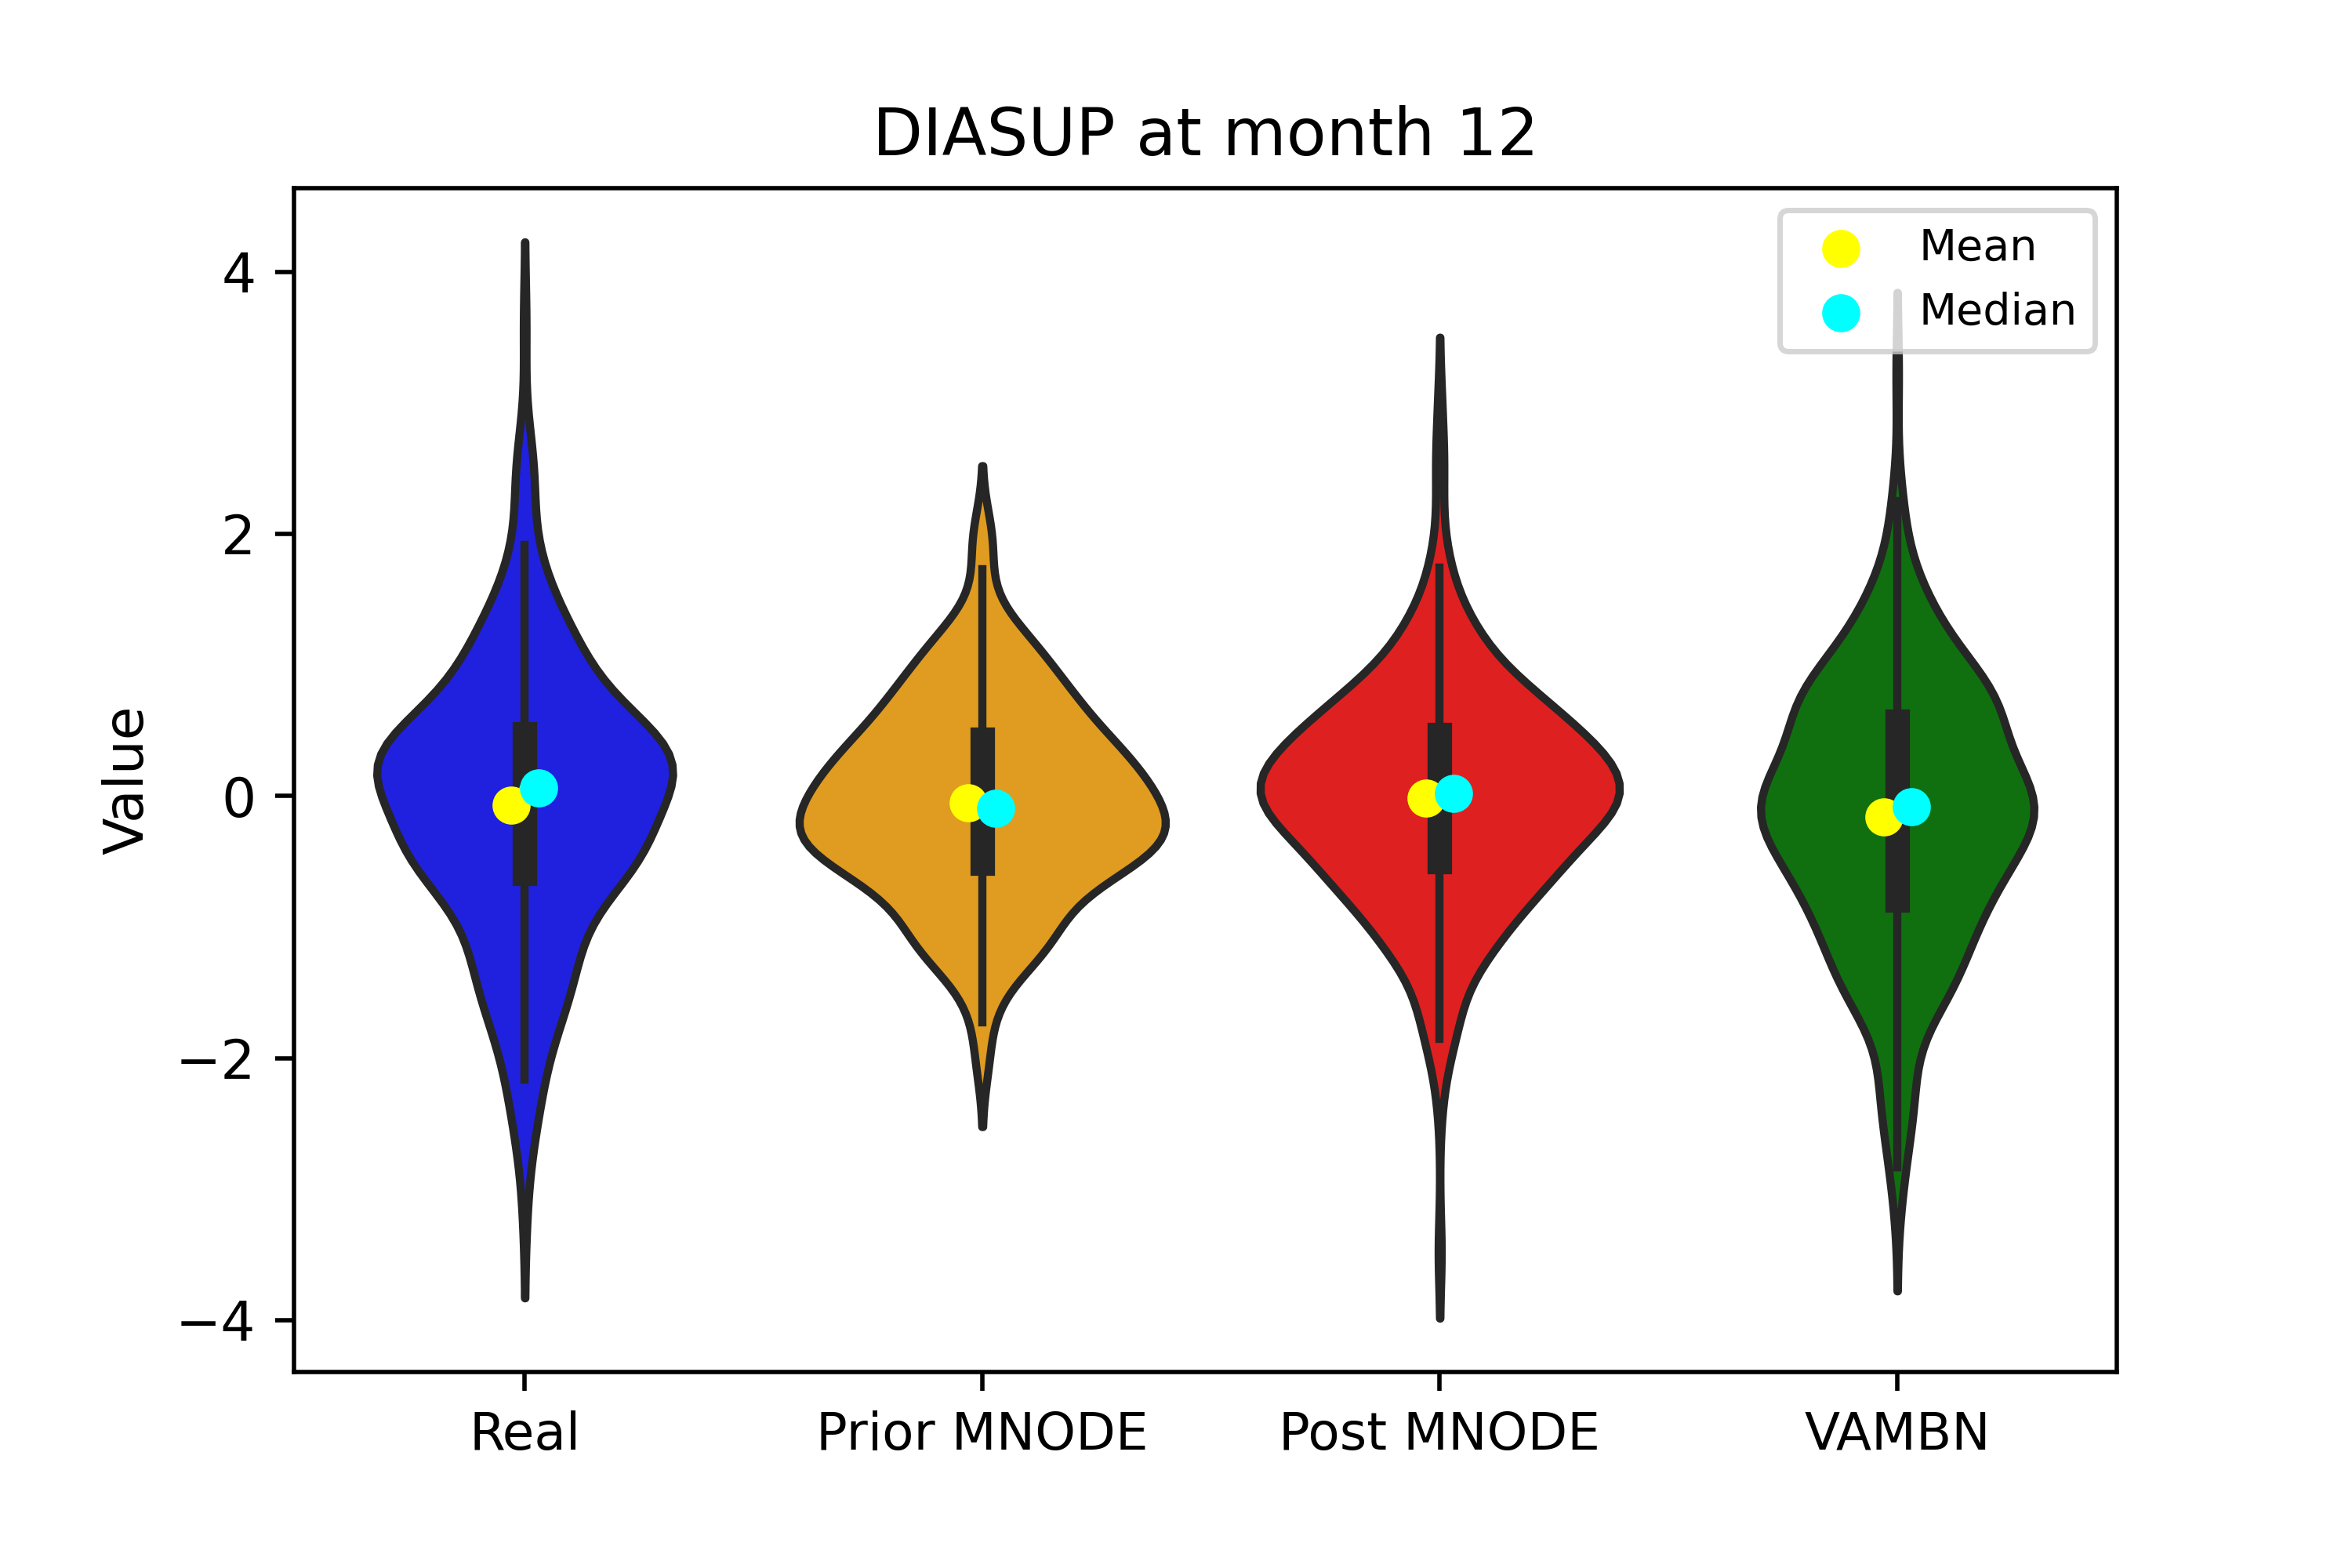 DIASUP at month 12
Mean
Median
Value
4
2
0
−2
−4
Real
Prior MNODE
Post MNODE
VAMBN